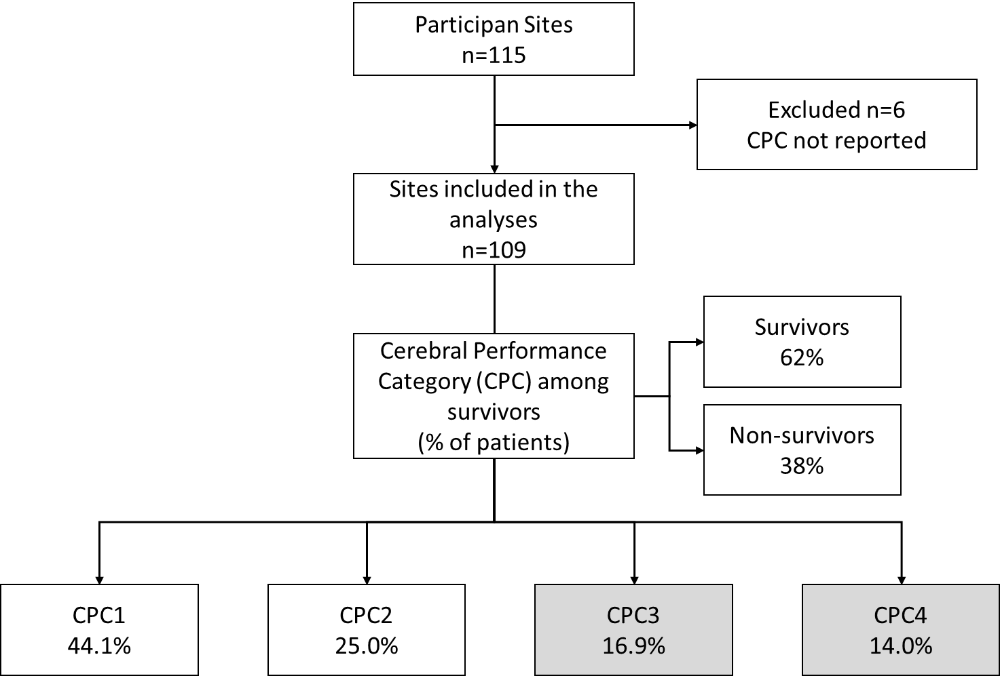 Participan Sites
n=115
Excluded n=6
CPC not reported
Sites included in the
analyses
n=109
Survivors
62%
Cerebral Performance
Category (CPC) among
survivors
(% of patients)
Non-survivors
38%
CPC1
44.1%
CPC2
25.0%
CPC3
16.9%
CPC4
14.0%